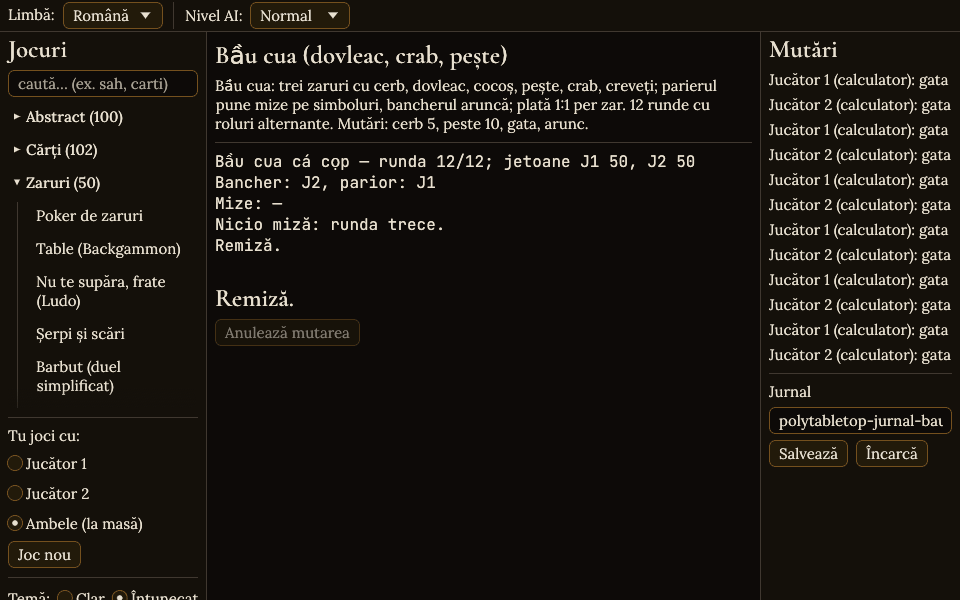 Limbă:
Română
Nivel AI:
Normal
Jocuri
caută... (ex. sah, carti)
Abstract (100)
Cărți (102)
Zaruri (50)
Poker de zaruri
Table (Backgammon)
Nu te supăra, frate
(Ludo)
Șerpi și scări
Barbut (duel
simplificat)
Tu joci cu:
Jucător 1
Jucător 2
Ambele (la masă)
Joc nou
Temă:
Clar
Întunecat
Bầu cua (dovleac, crab, pește)
Bầu cua: trei zaruri cu cerb, dovleac, cocoș, pește, crab, creveți; parierul
pune mize pe simboluri, bancherul aruncă; plată 1:1 per zar. 12 runde cu
roluri alternante. Mutări: cerb 5, peste 10, gata, arunc.
Bầu cua cá cọp — runda 12/12; jetoane J1 50, J2 50
Bancher: J2, parior: J1
Mize: —
Nicio miză: runda trece.
Remiză.
Remiză.
Anulează mutarea
Mutări
Jucător 1 (calculator): gata
Jucător 2 (calculator): gata
Jucător 1 (calculator): gata
Jucător 2 (calculator): gata
Jucător 1 (calculator): gata
Jucător 2 (calculator): gata
Jucător 1 (calculator): gata
Jucător 2 (calculator): gata
Jucător 1 (calculator): gata
Jucător 2 (calculator): gata
Jucător 1 (calculator): gata
Jucător 2 (calculator): gata
Jurnal
polytabletop-jurnal-bau
Salvează
Încarcă